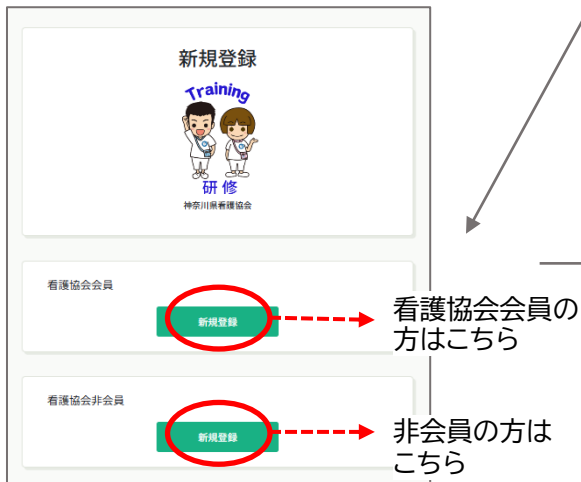 新規登録
Training
研修
神奈川県看護協会
看護協会会員
新規登録
看護協会会員の
方はこちら
看護協会非会員
新規登録
非会員の方は
こちら